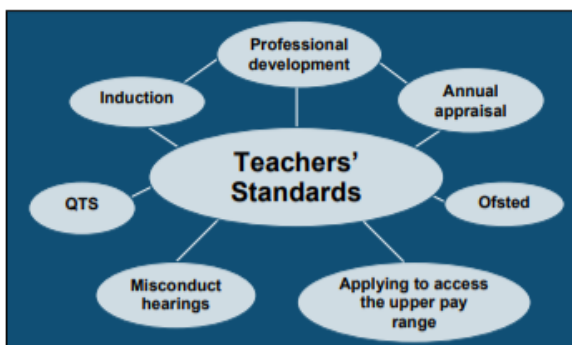 Professional
development
Induction
Annual
appraisal
Teachers'
Standards
QTS
Ofsted
Misconduct
hearings
Applying to access
the upper pay
range